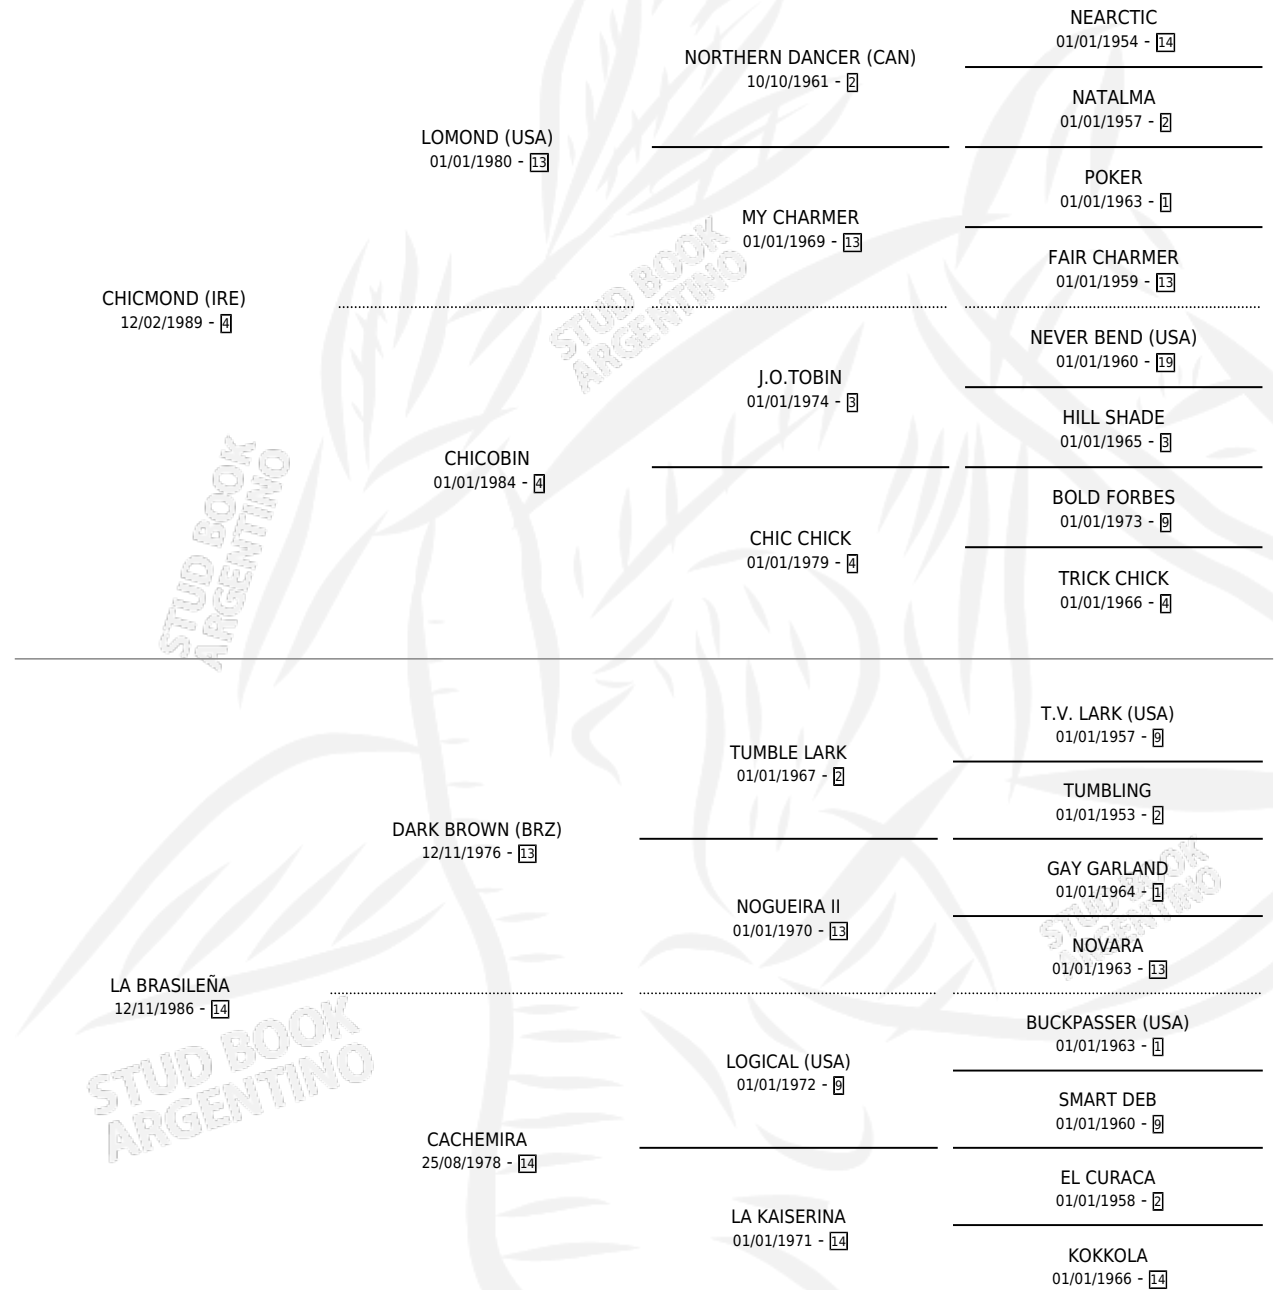 NEARCTIC
01/01/1954 - 14
NORTHERN DANCER (CAN)
10/10/1961 - 2
NATALMA
01/01/1957 - 2
LOMOND (USA)
01/01/1980 - 13
POKER
01/01/1963 - 1
MY CHARMER
01/01/1969 - 13
FAIR CHARMER
01/01/1959 - 13
CHICMOND (IRE)
12/02/1989 - 4
STUD BOOK
ARGENTINO
NEVER BEND (USA)
01/01/1960 - 19
J.O.TOBIN
01/01/1974 - 3
HILL SHADE
01/01/1965 - 3
CHICOBIN
01/01/1984 - 4
BOLD FORBES
01/01/1973 - 9
CHIC CHICK
01/01/1979 - 4
TRICK CHICK
01/01/1966 - 4
STUD BOOK
ARGENTINO
T.V. LARK (USA)
01/01/1957 - 9
TUMBLE LARK
01/01/1967 - 2
TUMBLING
01/01/1953 - 2
DARK BROWN (BRZ)
12/11/1976 - 13
GAY GARLAND
01/01/1964 - 1
NOGUEIRA II
01/01/1970 - 13
NOVARA
01/01/1963 - 13
STUD BOOK
ARGENTINO
LA BRASILEÑA
12/11/1986 - 14
BUCKPASSER (USA)
01/01/1963 - 1
LOGICAL (USA)
01/01/1972 - 9
SMART DEB
01/01/1960 - 9
STUD BOOK
ARGENTINO
CACHEMIRA
25/08/1978 - 14
EL CURACA
01/01/1958 - 2
LA KAISERINA
01/01/1971 - 14
KOKKOLA
01/01/1966 - 14